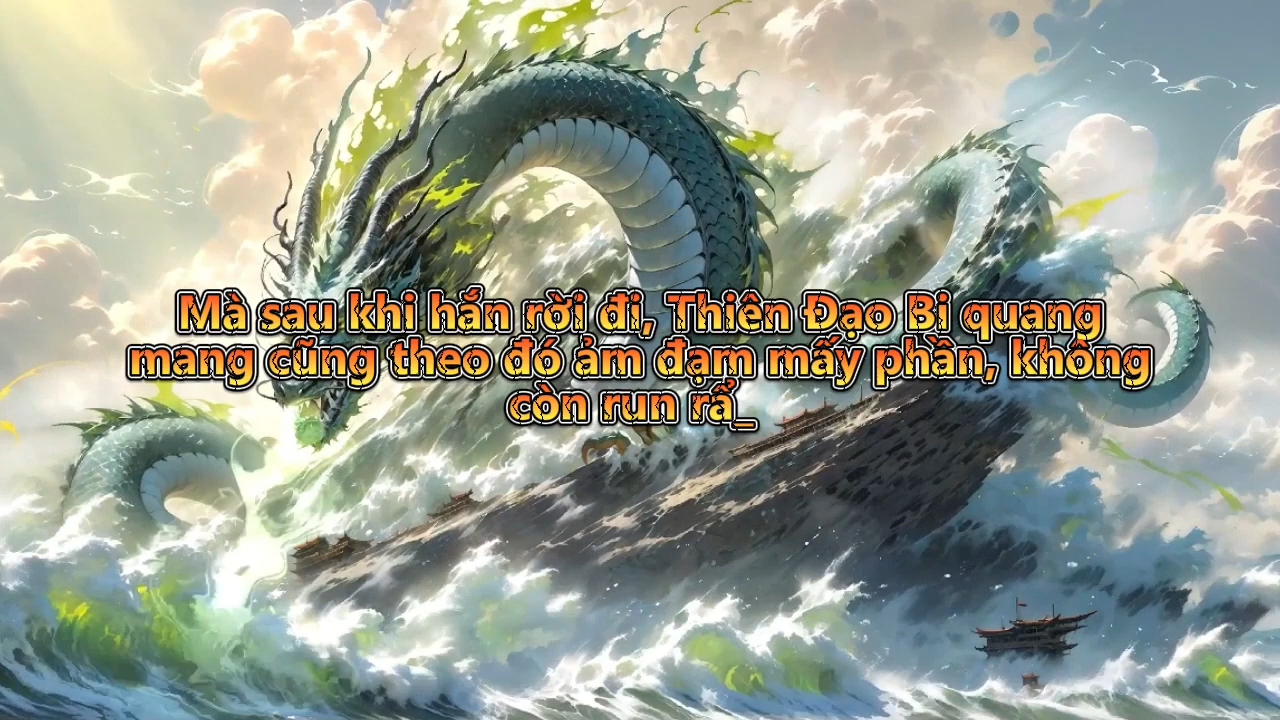 Mà sau khi hắn rời đi, Thiên Đạo Bi quang
mang cũng theo đó ảm đạm mấy phần, không
còn run rẩ_